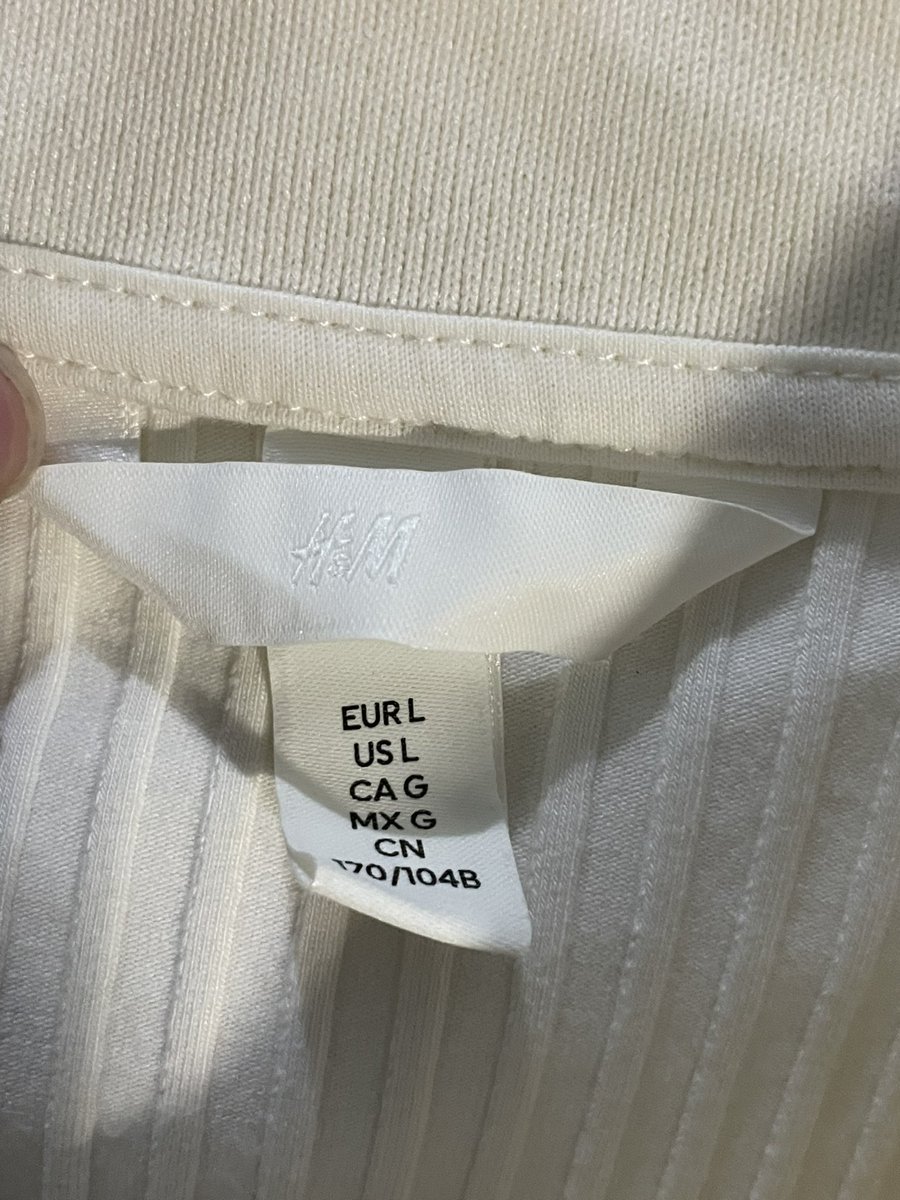 H&M
EUR L
US L
CA G
MX G
CN
170/104B